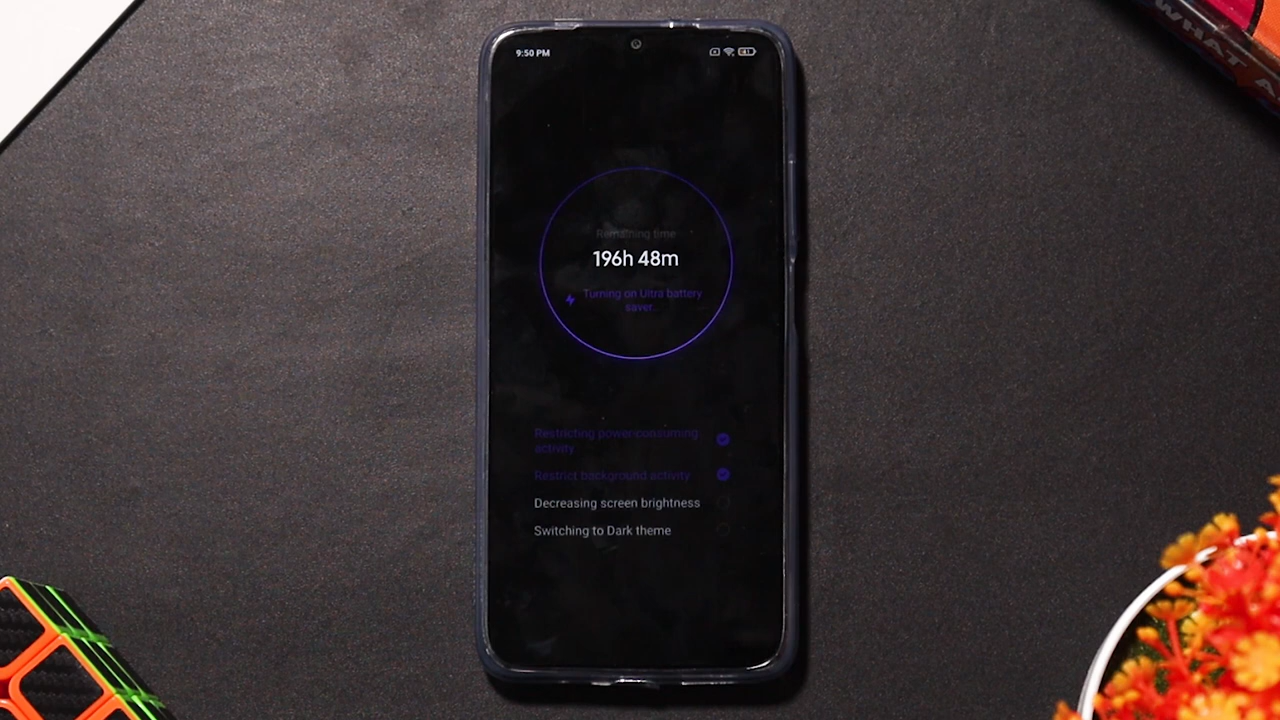 WHAT A
9:50 PM
Remaining time
196h 48m
Turning on Ultra battery
saver.
Restricting power-consuming
activity
Restrict background activity
Decreasing screen brightness
Switching to Dark theme